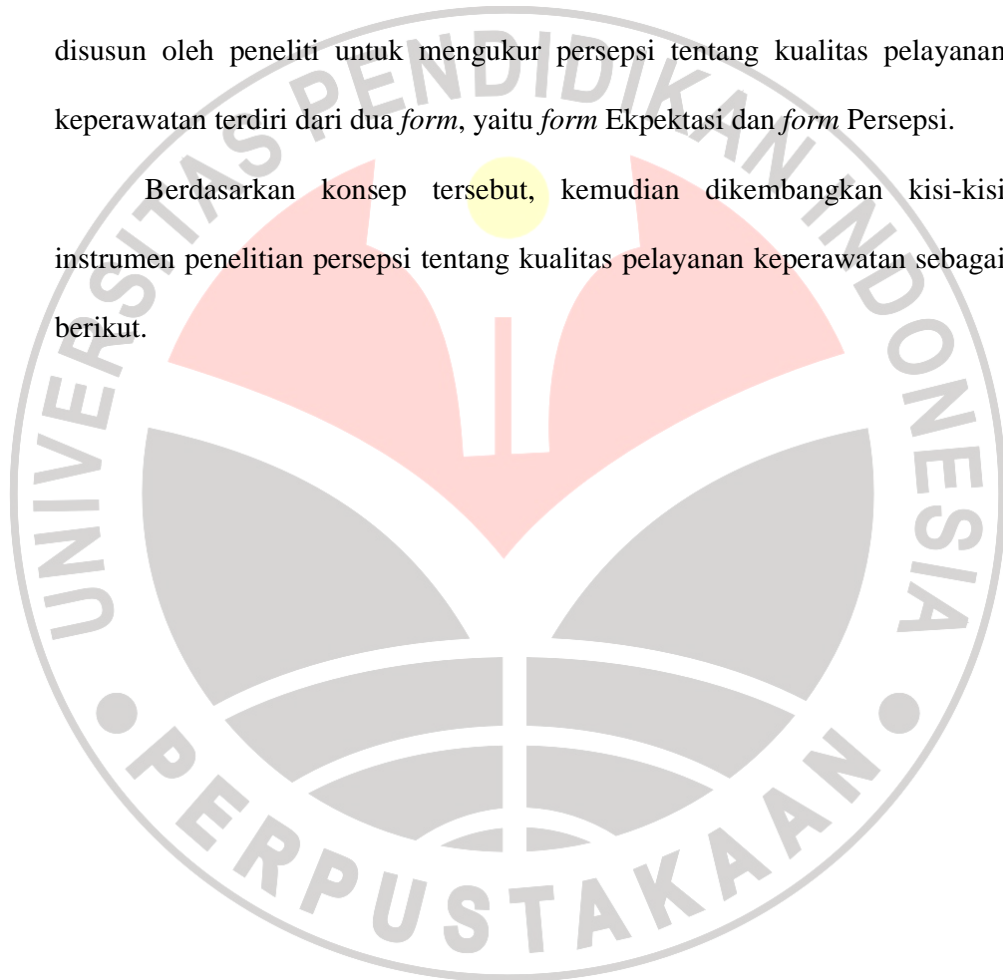 disusun oleh peneliti untuk mengukur persepsi tentang kualitas pelayanan
keperawatan terdiri dari dua form, yaitu form Ekpektasi dan form Persepsi.
Berdasarkan konsep tersebut, kemudian dikembangkan kisi-kisi
instrumen penelitian persepsi tentang kualitas pelayanan keperawatan sebagai
berikut.
UNIVERSITAS PENDIDIKAN INDONESIA
PERPUSTAKAAN